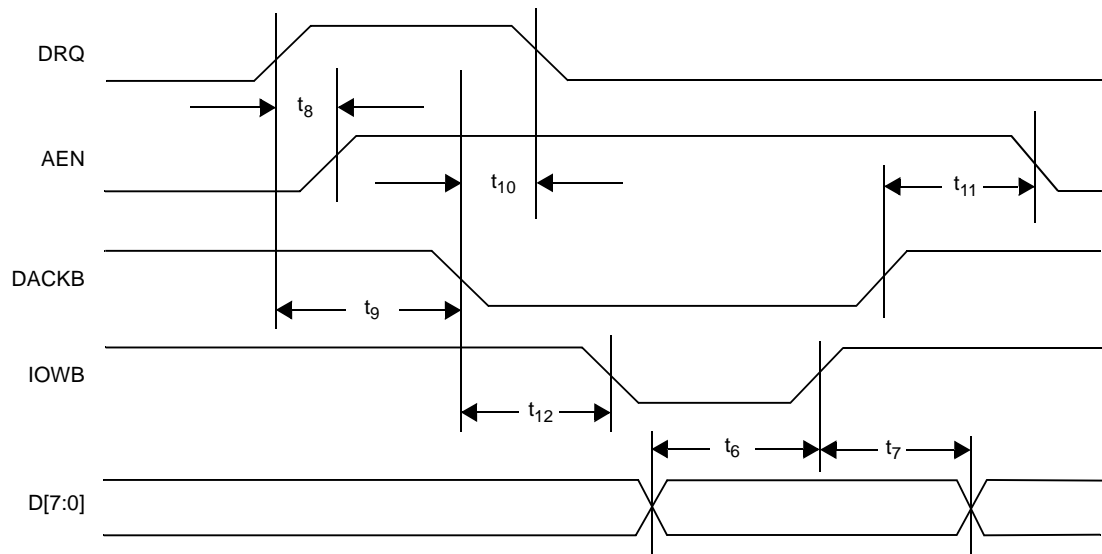 DRQ
t8
AEN
t10
t11
DACKB
t9
IOWB
t12
t6
t7
D[7:0]